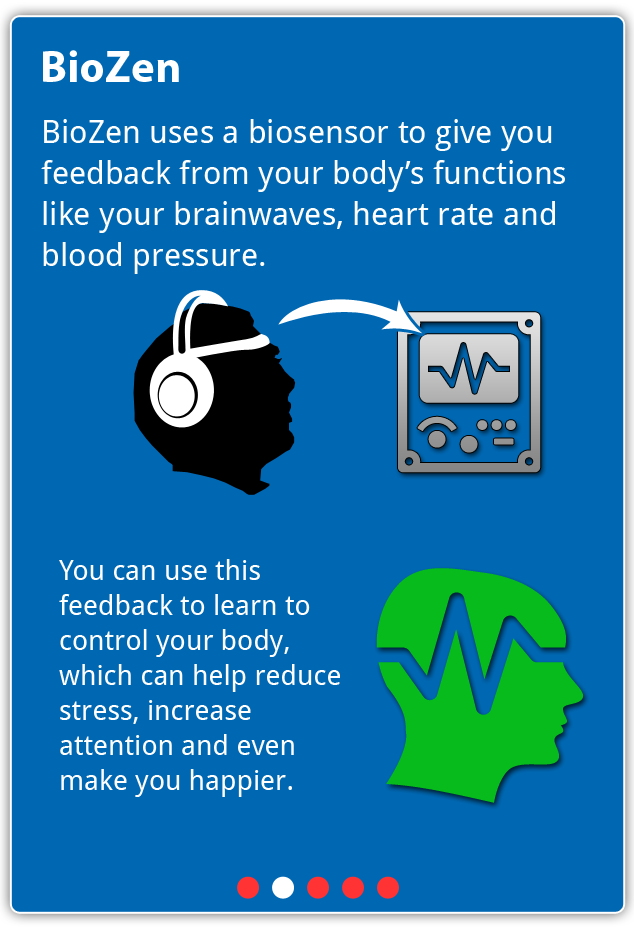 BioZen
BioZen uses a biosensor to give you
feedback from your body’s functions
like your brainwaves, heart rate and
blood pressure.
You can use this
feedback to learn to
control your body,
which can help reduce
stress, increase
attention and even
make you happier.